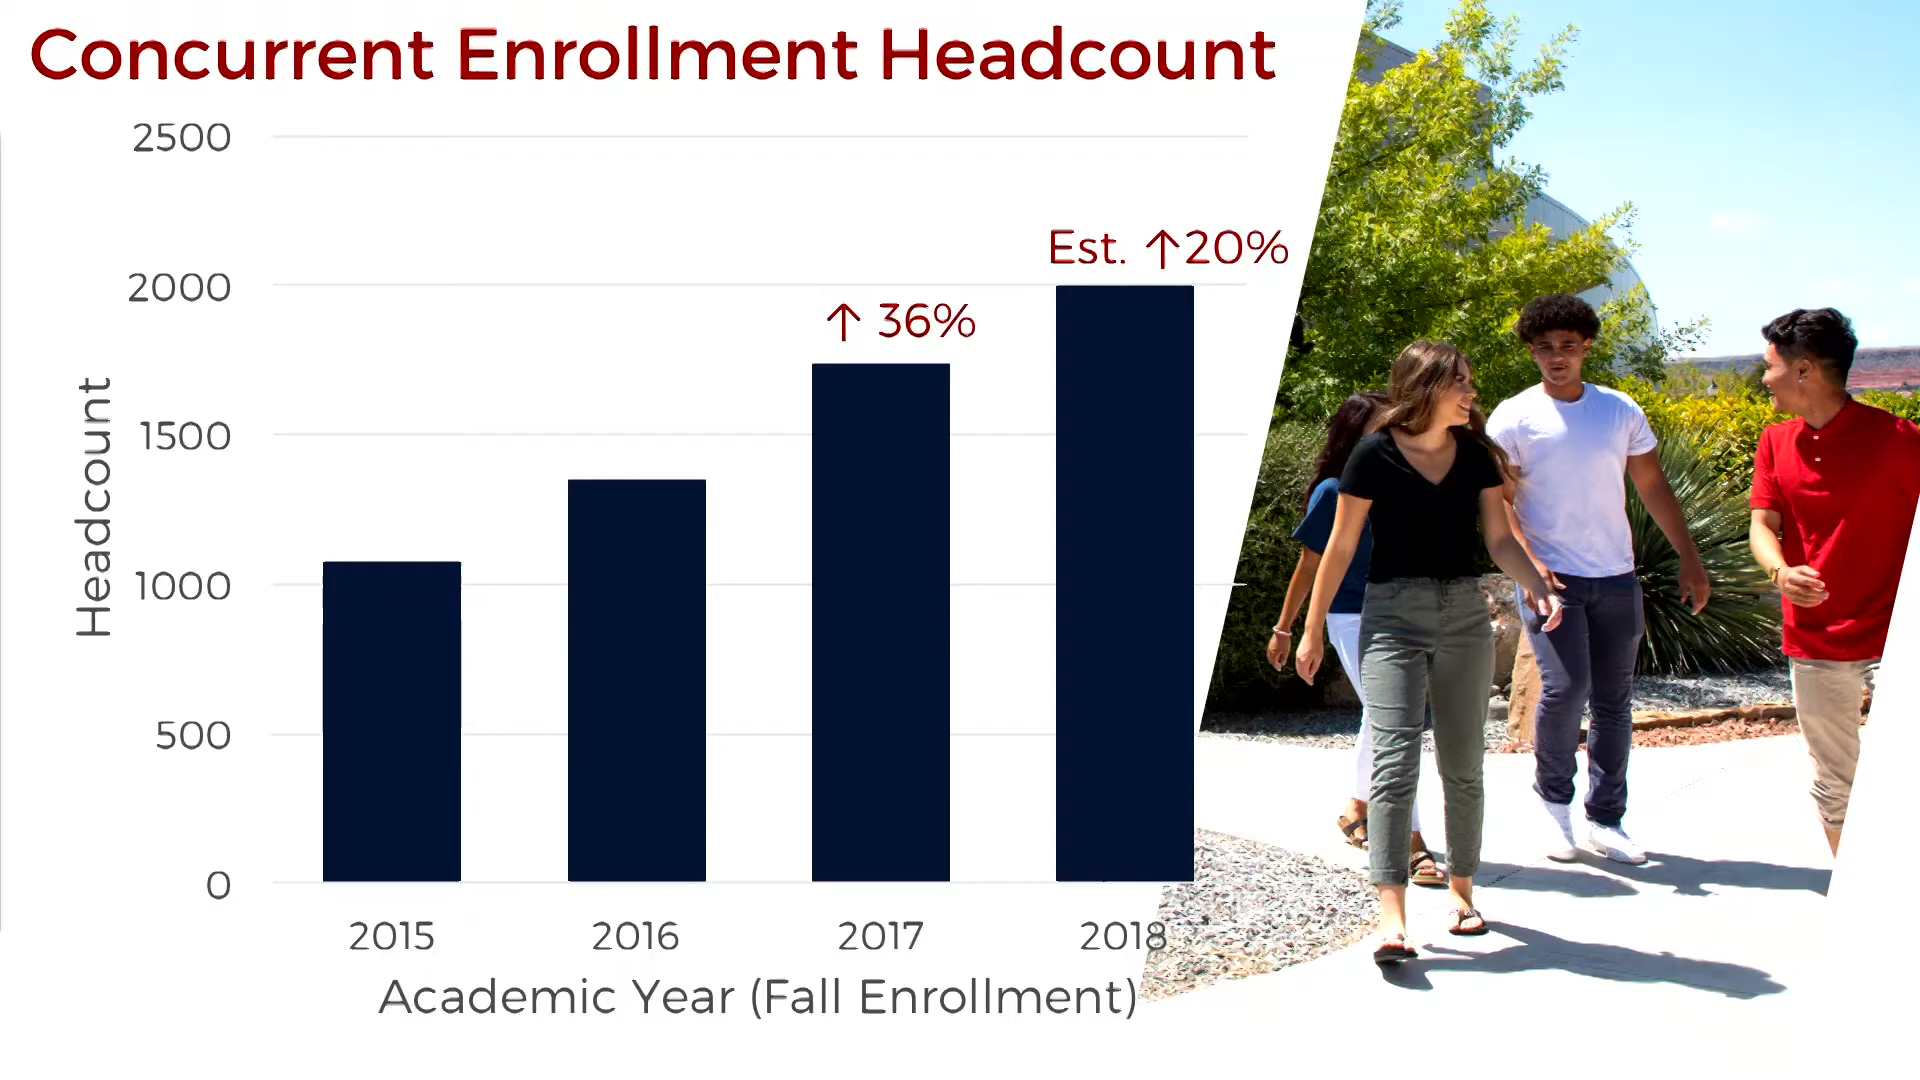 Concurrent Enrollment Headcount
2500
2000
1500
1000
500
0
Headcount
Est. ↑20%
↑ 36%
2015 2016 2017 2018
Academic Year (Fall Enrollment)